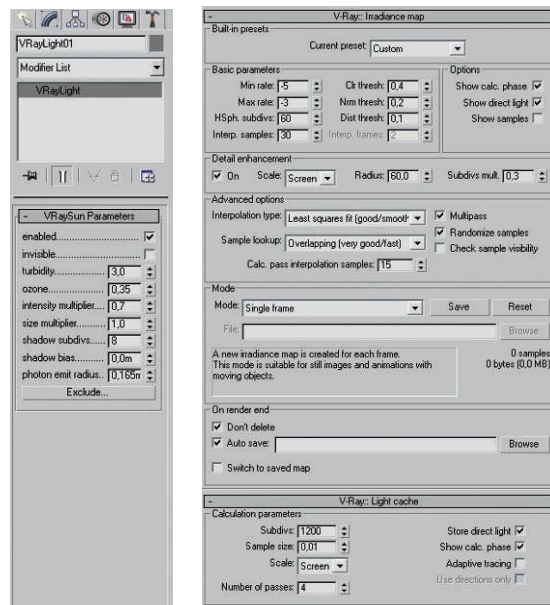 VRayLight01
Modifier List
VRayLight
- VRaySun Parameters
enabled
invisible
turbidity 3,0
ozone 0,35
intensity multiplier 0,7
size multiplier 1,0
shadow subdivs 8
shadow bias 0,0m
photon emit radius 0,165m
Exclude...
- V-Ray:: Irradiance map
Built-in presets
Current preset: Custom
Basic parameters
Min rate: -5 Clr thresh: 0,4
Max rate: -3 Nrm thresh: 0,2
HSph. subdivs: 60 Dist thresh: 0,1
Interp. samples: 30 Interp. frames: 2
Options
Show calc. phase
Show direct light
Show samples
Detail enhancement
On Scale: Screen Radius: 60,0 Subdivs mult. 0,3
Advanced options
Interpolation type: Least squares fit (good/smooth Multipass
Randomize samples
Sample lookup: Overlapping (very good/fast) Check sample visibility
Calc. pass interpolation samples: 15
Mode
Mode: Single frame Save Reset
File: Browse
A new irradiance map is created for each frame.
This mode is suitable for still images and animations with
moving objects.
0 samples
0 bytes (0,0 MB)
On render end
Don't delete
Auto save: Browse
Switch to saved map
- V-Ray:: Light cache
Calculation parameters
Subdivs: 1200 Store direct light
Sample size: 0,01 Show calc. phase
Scale: Screen Adaptive tracing
Use directions only
Number of passes: 4